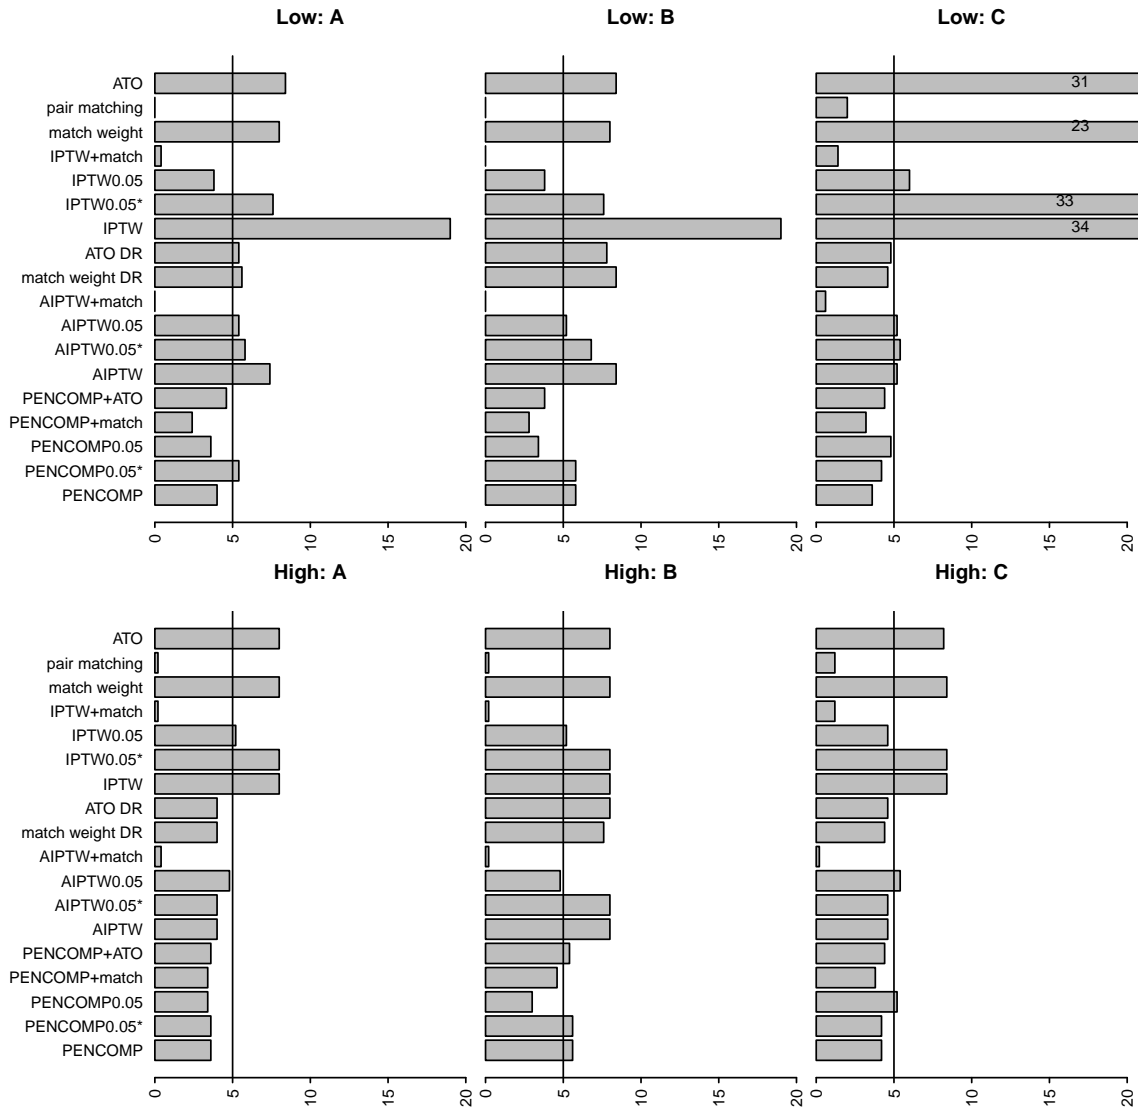 Low: A Low: B Low: C
ATO 31
pair matching
match weight 23
IPTW+match
IPTW0.05
IPTW0.05* 33
IPTW 34
ATO DR
match weight DR
AIPTW+match
AIPTW0.05
AIPTW0.05*
AIPTW
PENCOMP+ATO
PENCOMP+match
PENCOMP0.05
PENCOMP0.05*
PENCOMP
0 5 10 15 20 0 5 10 15 20 0 5 10 15 20
High: A High: B High: C
ATO
pair matching
match weight
IPTW+match
IPTW0.05
IPTW0.05*
IPTW
ATO DR
match weight DR
AIPTW+match
AIPTW0.05
AIPTW0.05*
AIPTW
PENCOMP+ATO
PENCOMP+match
PENCOMP0.05
PENCOMP0.05*
PENCOMP
0 5 10 15 20 0 5 10 15 20 0 5 10 15 20